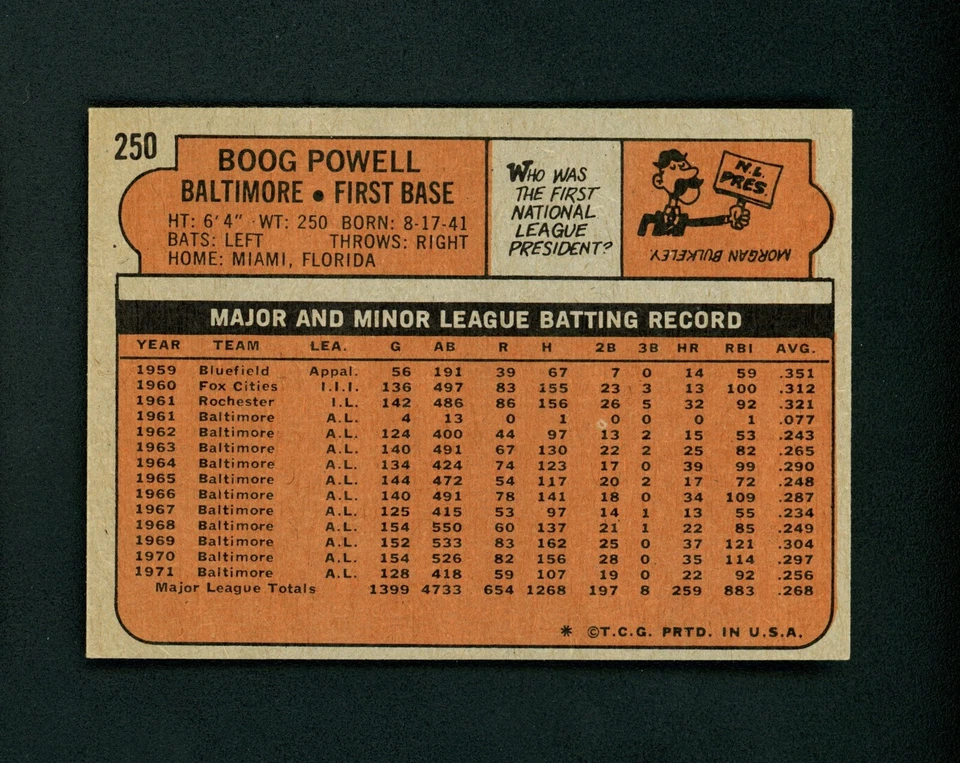 250
BOOG POWELL
BALTIMORE • FIRST BASE
HT: 6'4" WT: 250 BORN: 8-17-41
BATS: LEFT THROWS: RIGHT
HOME: MIAMI, FLORIDA
WHO WAS
THE FIRST
NATIONAL
LEAGUE
PRESIDENT?
N.L.
PRES.
MORGAN BULKELEY
MAJOR AND MINOR LEAGUE BATTING RECORD
YEAR TEAM LEA. G AB R H 2B 3B HR RBI AVG.
1959 Bluefield Appal. 56 191 39 67 7 0 14 59 .351
1960 Fox Cities I.I.I. 136 497 83 155 23 3 13 100 .312
1961 Rochester I.L. 142 486 86 156 26 5 32 92 .321
1961 Baltimore A.L. 4 13 0 1 0 0 0 1 .077
1962 Baltimore A.L. 124 400 44 97 13 2 15 53 .243
1963 Baltimore A.L. 140 491 67 130 22 2 25 82 .265
1964 Baltimore A.L. 134 424 74 123 17 0 39 99 .290
1965 Baltimore A.L. 144 472 54 117 20 2 17 72 .248
1966 Baltimore A.L. 140 491 78 141 18 0 34 109 .287
1967 Baltimore A.L. 125 415 53 97 14 1 13 55 .234
1968 Baltimore A.L. 154 550 60 137 21 1 22 85 .249
1969 Baltimore A.L. 152 533 83 162 25 0 37 121 .304
1970 Baltimore A.L. 154 526 82 156 28 0 35 114 .297
1971 Baltimore A.L. 128 418 59 107 19 0 22 92 .256
Major League Totals 1399 4733 654 1268 197 8 259 883 .268
* ©T.C.G. PRTD. IN U.S.A.